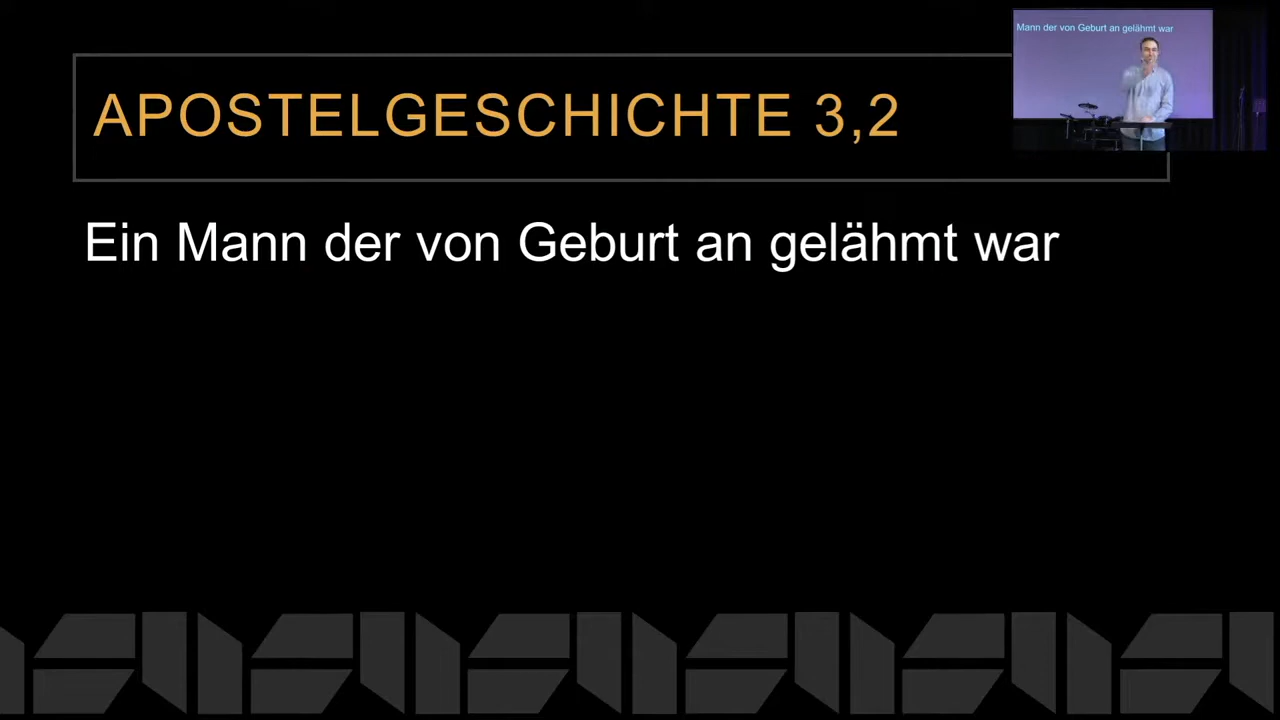 APOSTELGESCHICHTE 3,2
Mann der von Geburt an gelähmt war
Ein Mann der von Geburt an gelähmt war